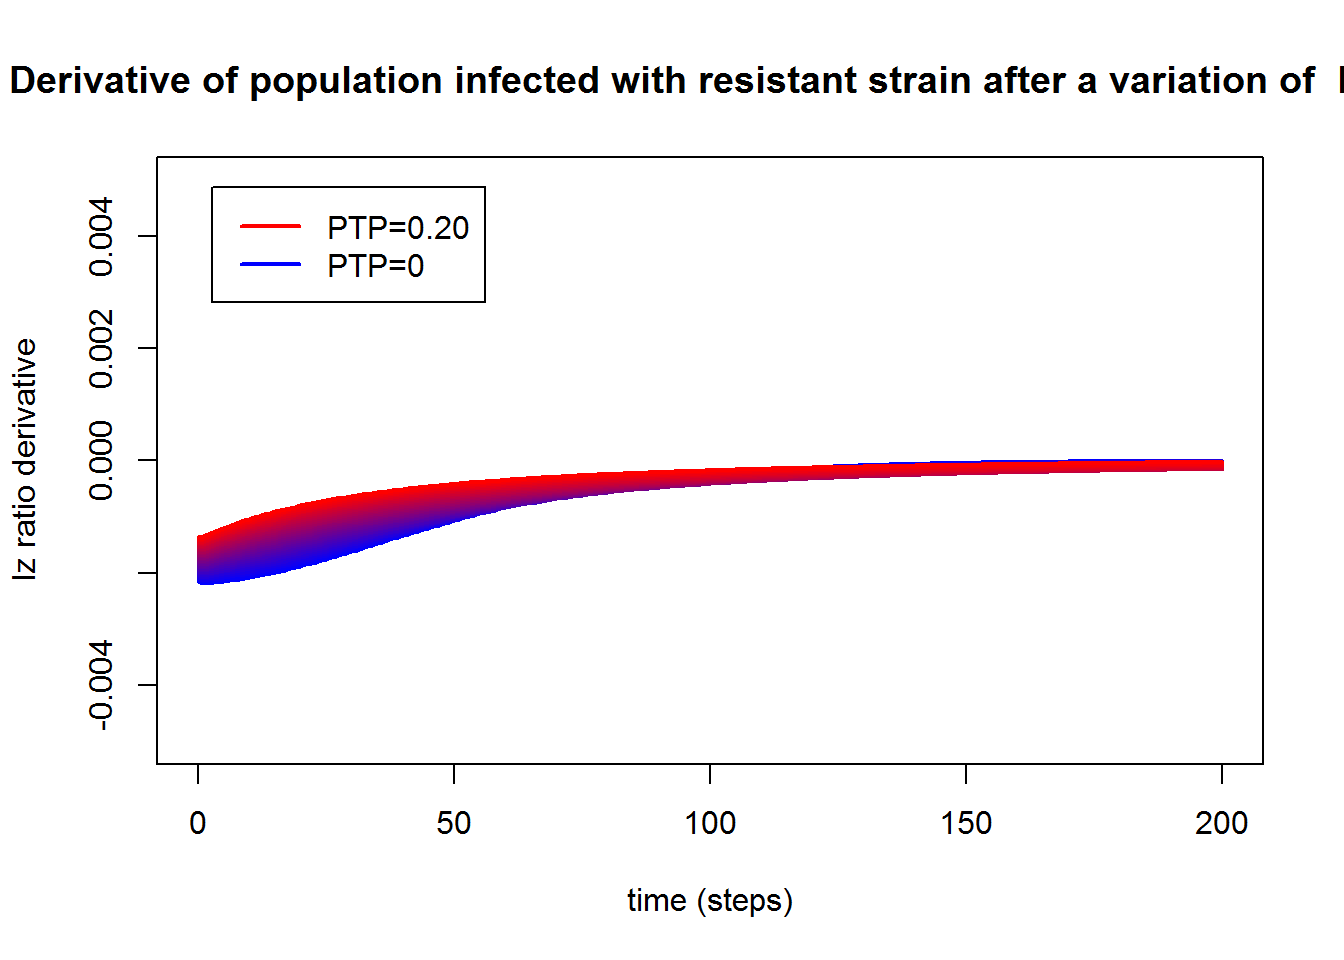 Derivative of population infected with resistant strain after a variation of
PTP=0.20
PTP=0
0.004
0.002
0.000
-0.004
Iz ratio derivative
0
50
100
150
200
time (steps)